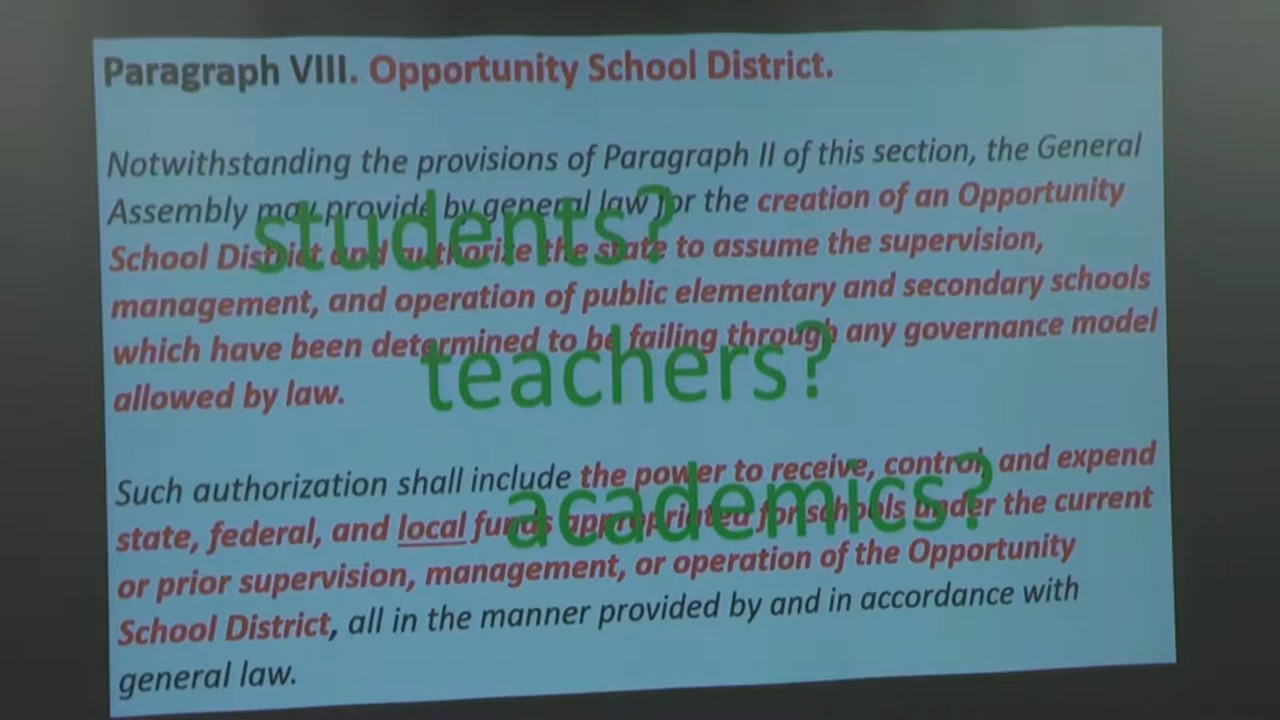 Paragraph VIII. Opportunity School District.
Notwithstanding the provisions of Paragraph II of this section, the General
Assembly may provide by general law for the creation of an Opportunity
students?
School District and authorize the state to assume the supervision,
management, and operation of public elementary and secondary schools
which have been determined to be failing through any governance model
teachers?
allowed by law.
Such authorization shall include the power to receive, control, and expend
academics?
state, federal, and local funds appropriated for schools under the current
or prior supervision, management, or operation of the Opportunity
School District, all in the manner provided by and in accordance with
general law.